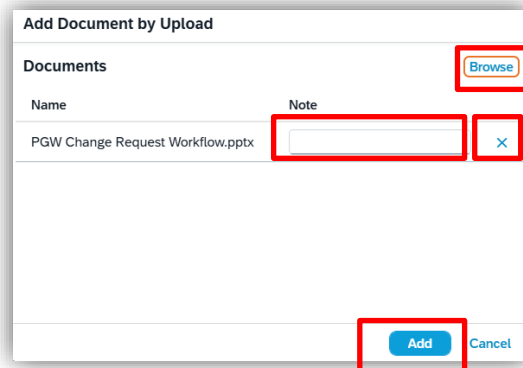 Add Document by Upload
Documents Browse
Name Note
PGW Change Request Workflow.pptx ×
Add Cancel